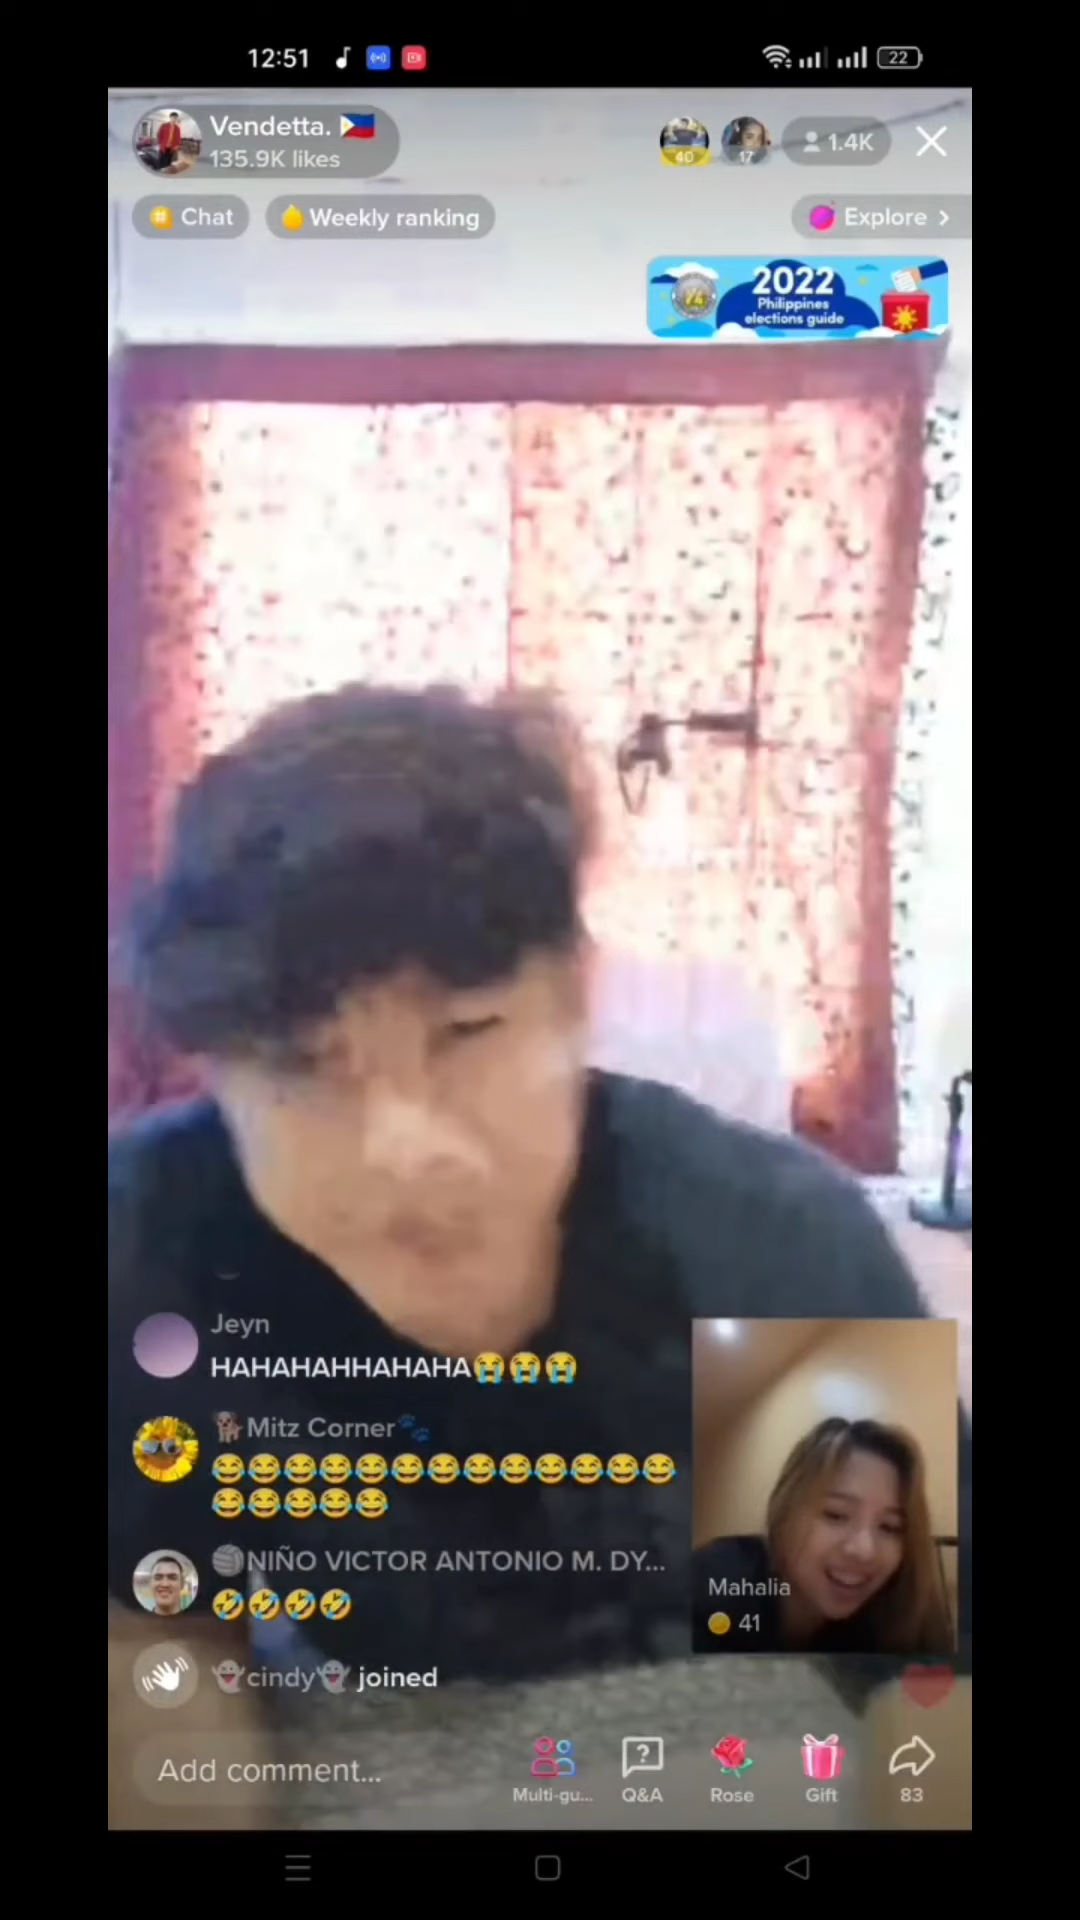 12:51
22
Vendetta. 🇵🇭
135.9K likes
40
17
1.4K
Chat
Weekly ranking
Explore >
2022
Philippines
elections guide
Jeyn
HAHAHAHHAHAHA😭😭😭
🐕Mitz Corner🐾
😂😂😂😂😂😂😂😂😂😂😂😂😂
😂😂😂😂😂
🏐NIÑO VICTOR ANTONIO M. DY...
🤣🤣🤣🤣
👻cindy👻 joined
Mahalia
41
Add comment...
Multi-gu...
Q&A
Rose
Gift
83